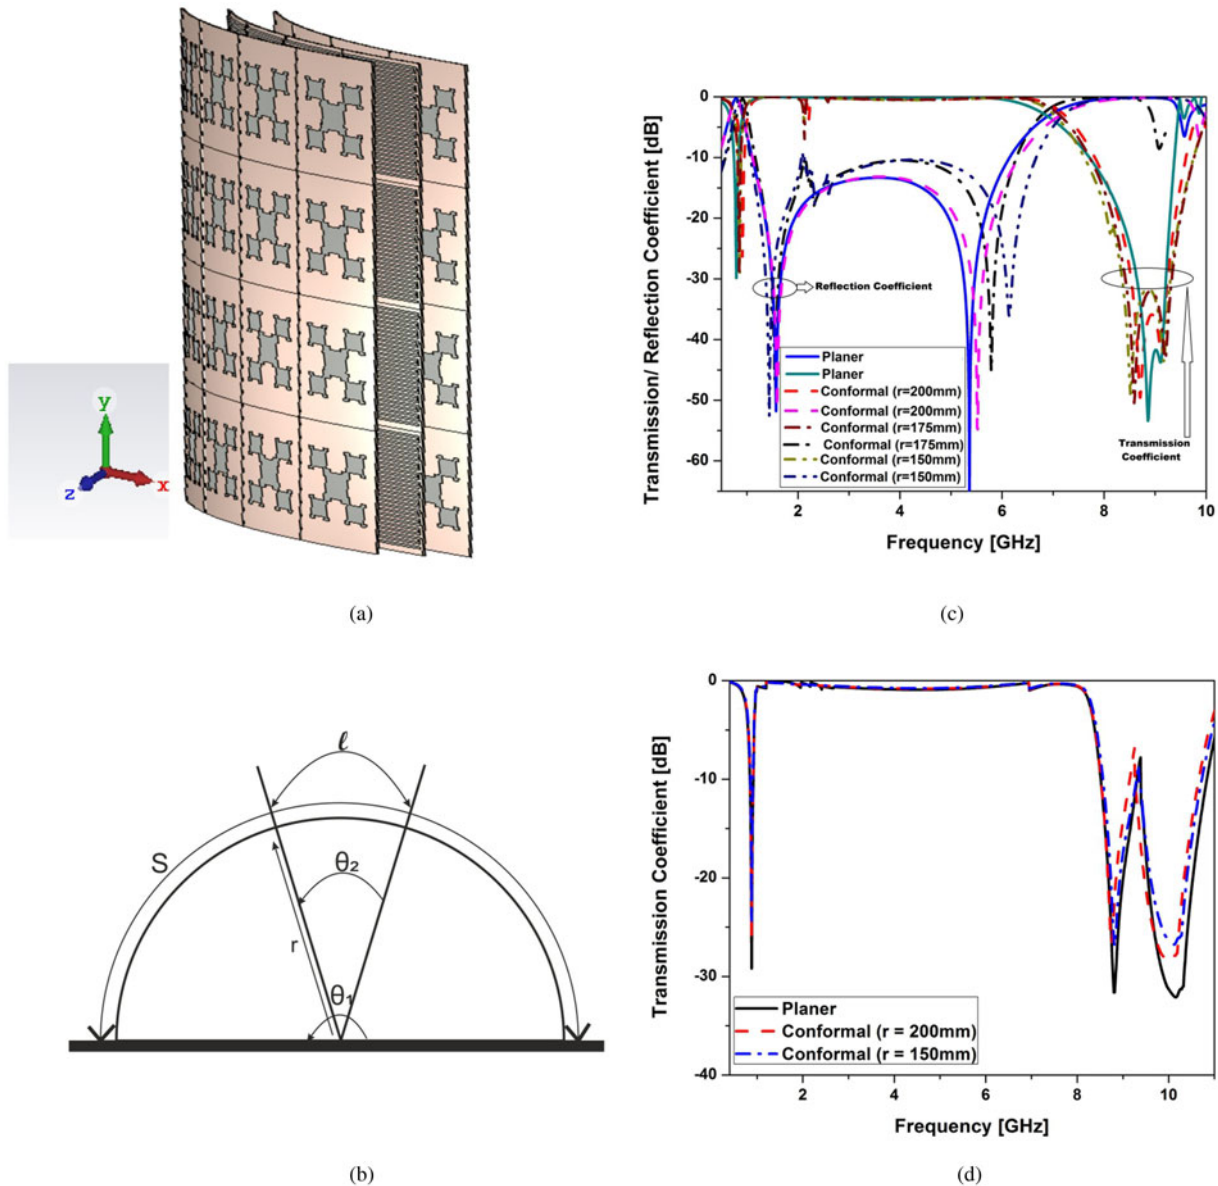 y
z
x
(a)
Transmission/ Reflection Coefficient [dB]
0
-10
-20
-30
-40
-50
-60
Reflection Coefficient
Planer
Planer
Conformal (r=200mm)
Conformal (r=200mm)
Conformal (r=175mm)
Conformal (r=175mm)
Conformal (r=150mm)
Conformal (r=150mm)
Transmission
Coefficient
2 4 6 8 10
Frequency [GHz]
(c)
ℓ
S
θ₂
r
θ₁
(b)
Transmission Coefficient [dB]
0
-10
-20
-30
-40
Planer
Conformal (r = 200mm)
Conformal (r = 150mm)
2 4 6 8 10
Frequency [GHz]
(d)